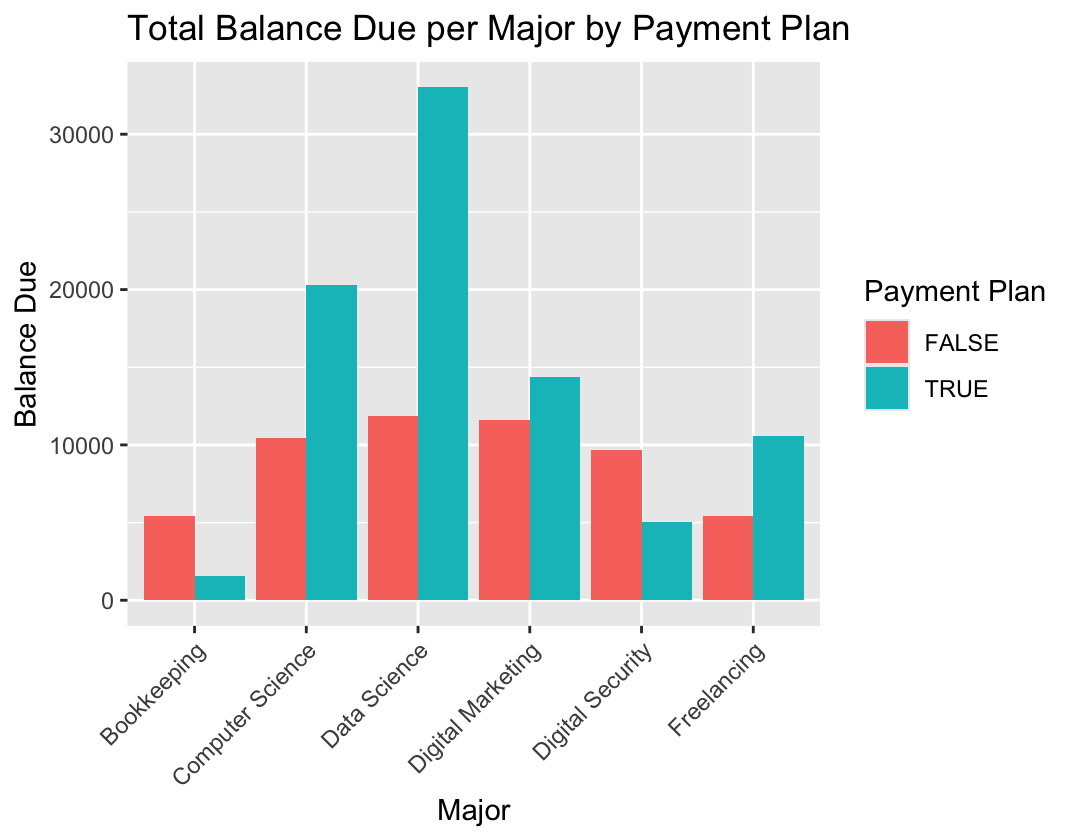 Total Balance Due per Major by Payment Plan
Balance Due
30000
20000
10000
0
Bookkeeping
Computer Science
Data Science
Digital Marketing
Digital Security
Freelancing
Major
Payment Plan
FALSE
TRUE